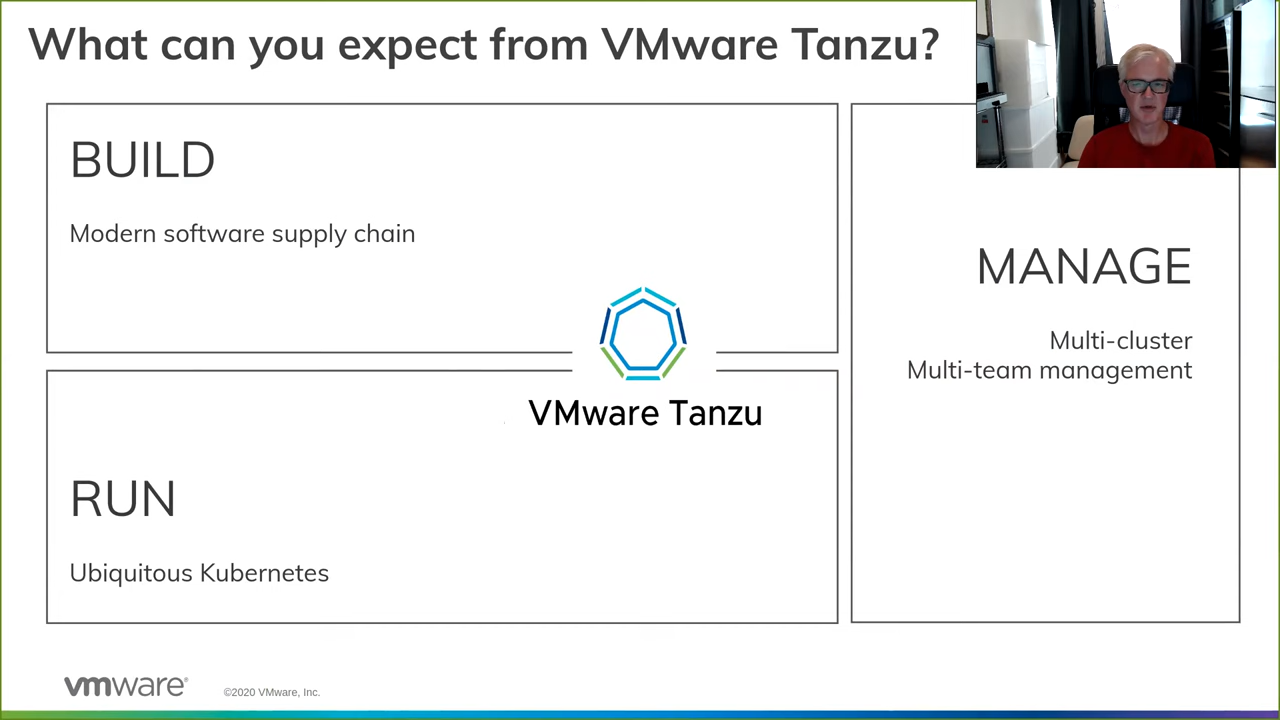 What can you expect from VMware Tanzu?
BUILD
Modern software supply chain
MANAGE
Multi-cluster
Multi-team management
VMware Tanzu
RUN
Ubiquitous Kubernetes
vmware®
©2020 VMware, Inc.